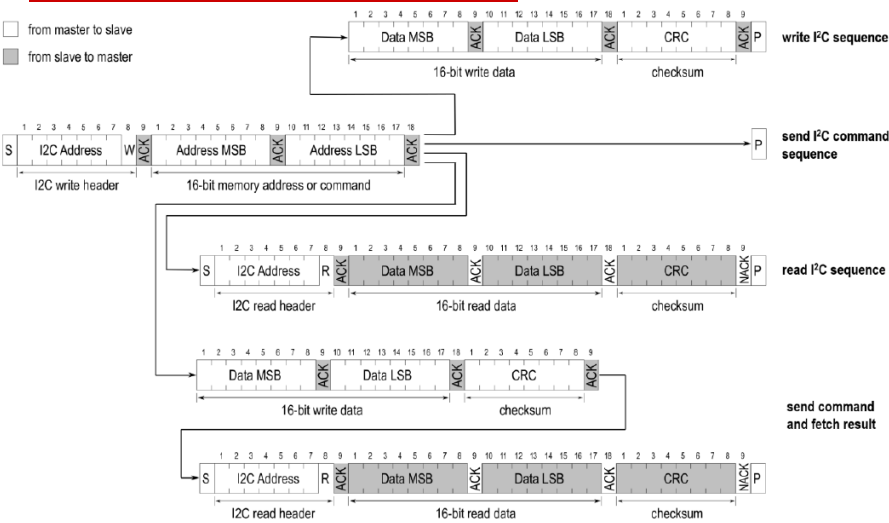 1 2 3 4 5 6 7 8 9 10 11 12 13 14 15 16 17 18 1 2 3 4 5 6 7 8 9
from master to slave
Data MSB ACK Data LSB ACK CRC ACK P write I²C sequence
from slave to master
16-bit write data checksum
1 2 3 4 5 6 7 8 9 1 2 3 4 5 6 7 8 9 10 11 12 13 14 15 16 17 18
S I2C Address W ACK Address MSB ACK Address LSB ACK P send I²C command
sequence
I2C write header 16-bit memory address or command
1 2 3 4 5 6 7 8 9 1 2 3 4 5 6 7 8 9 10 11 12 13 14 15 16 17 18 1 2 3 4 5 6 7 8 9
S I2C Address R ACK Data MSB ACK Data LSB ACK CRC NACK P read I²C sequence
I2C read header 16-bit read data checksum
1 2 3 4 5 6 7 8 9 10 11 12 13 14 15 16 17 18 1 2 3 4 5 6 7 8 9
Data MSB ACK Data LSB ACK CRC ACK
16-bit write data checksum
send command
and fetch result
1 2 3 4 5 6 7 8 9 1 2 3 4 5 6 7 8 9 10 11 12 13 14 15 16 17 18 1 2 3 4 5 6 7 8 9
S I2C Address R ACK Data MSB ACK Data LSB ACK CRC NACK P
I2C read header 16-bit read data checksum